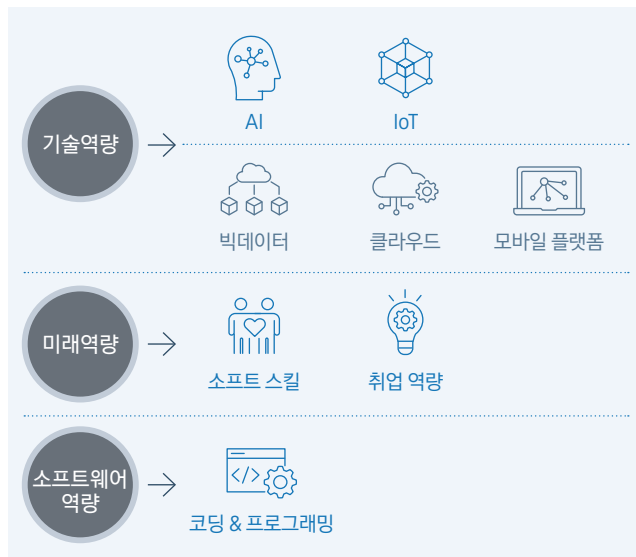 기술역량
AI
IoT
빅데이터
클라우드
모바일 플랫폼
미래역량
소프트 스킬
취업 역량
소프트웨어
역량
</>
코딩 & 프로그래밍